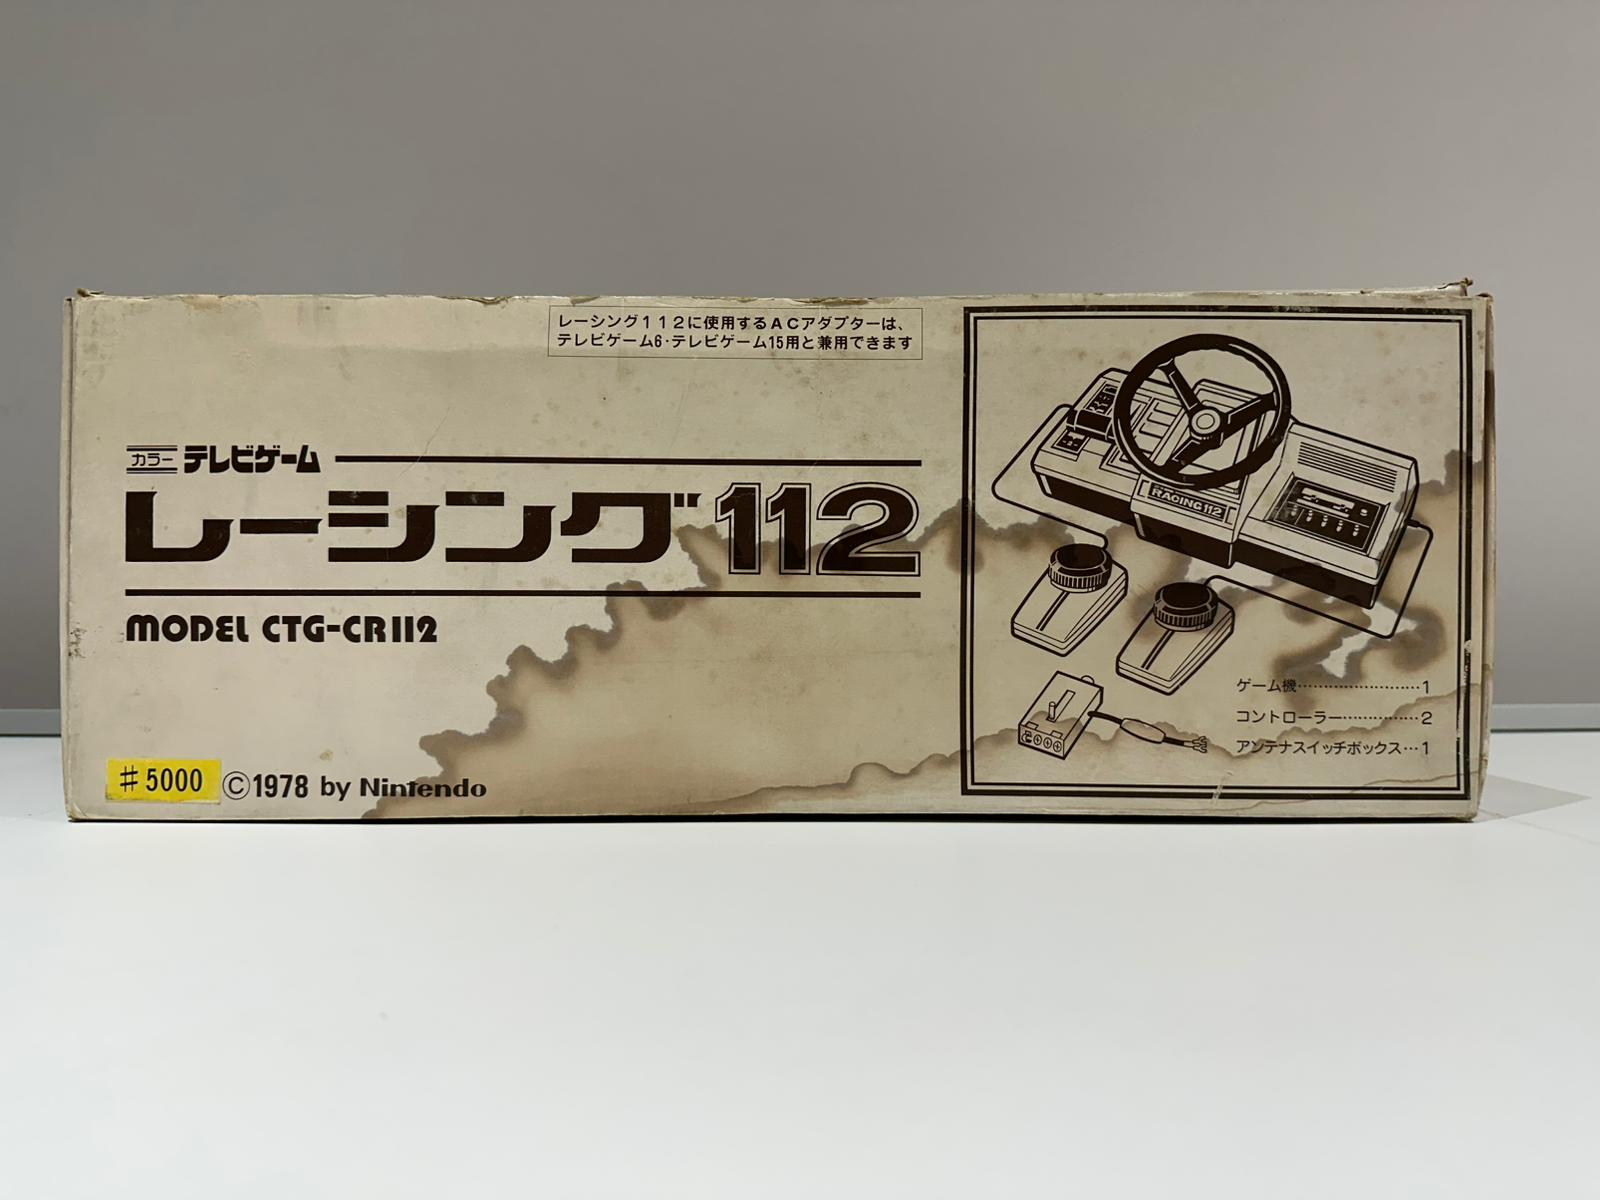 レーシング112に使用するACアダプターは、
テレビゲーム6・テレビゲーム15用と兼用できます
カラー テレビゲーム
レーシング112
MODEL CTG-CR112
#5000 ©1978 by Nintendo
RACING 112
ゲーム機……………………1
コントローラー……………2
アンテナスイッチボックス…1